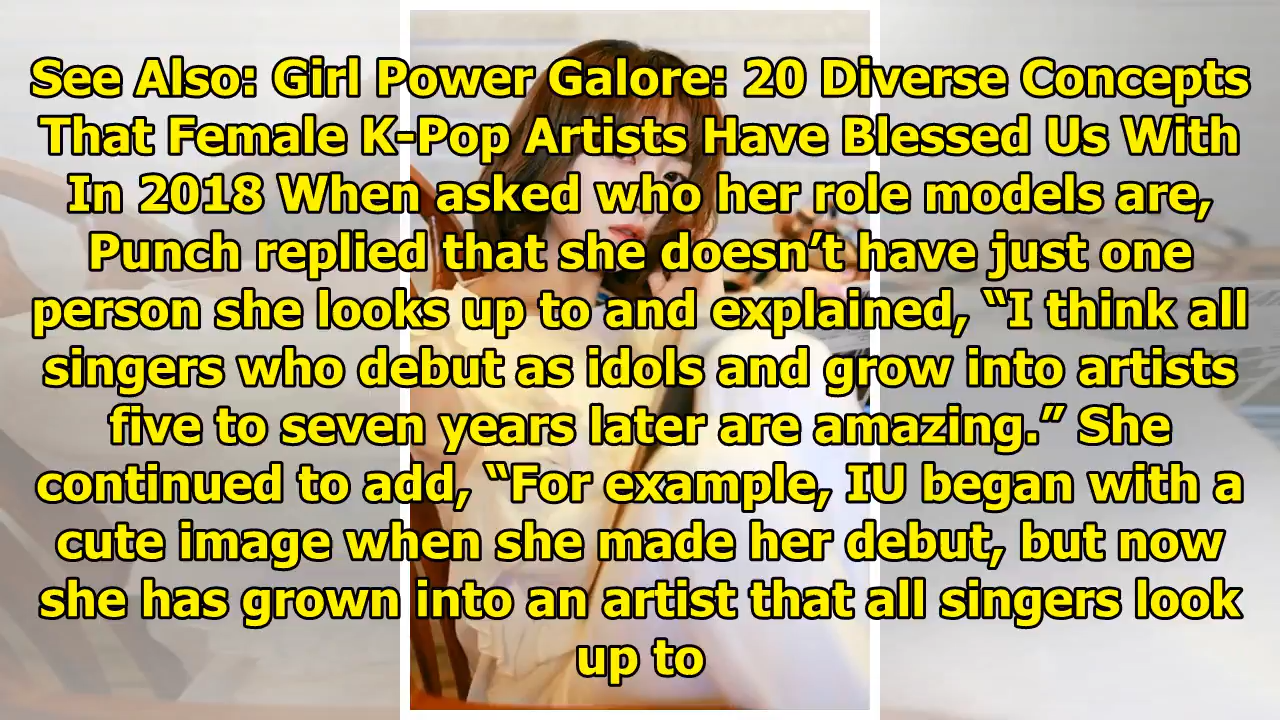 See Also: Girl Power Galore: 20 Diverse Concepts
That Female K-Pop Artists Have Blessed Us With
In 2018 When asked who her role models are,
Punch replied that she doesn’t have just one
person she looks up to and explained, “I think all
singers who debut as idols and grow into artists
five to seven years later are amazing.” She
continued to add, “For example, IU began with a
cute image when she made her debut, but now
she has grown into an artist that all singers look
up to